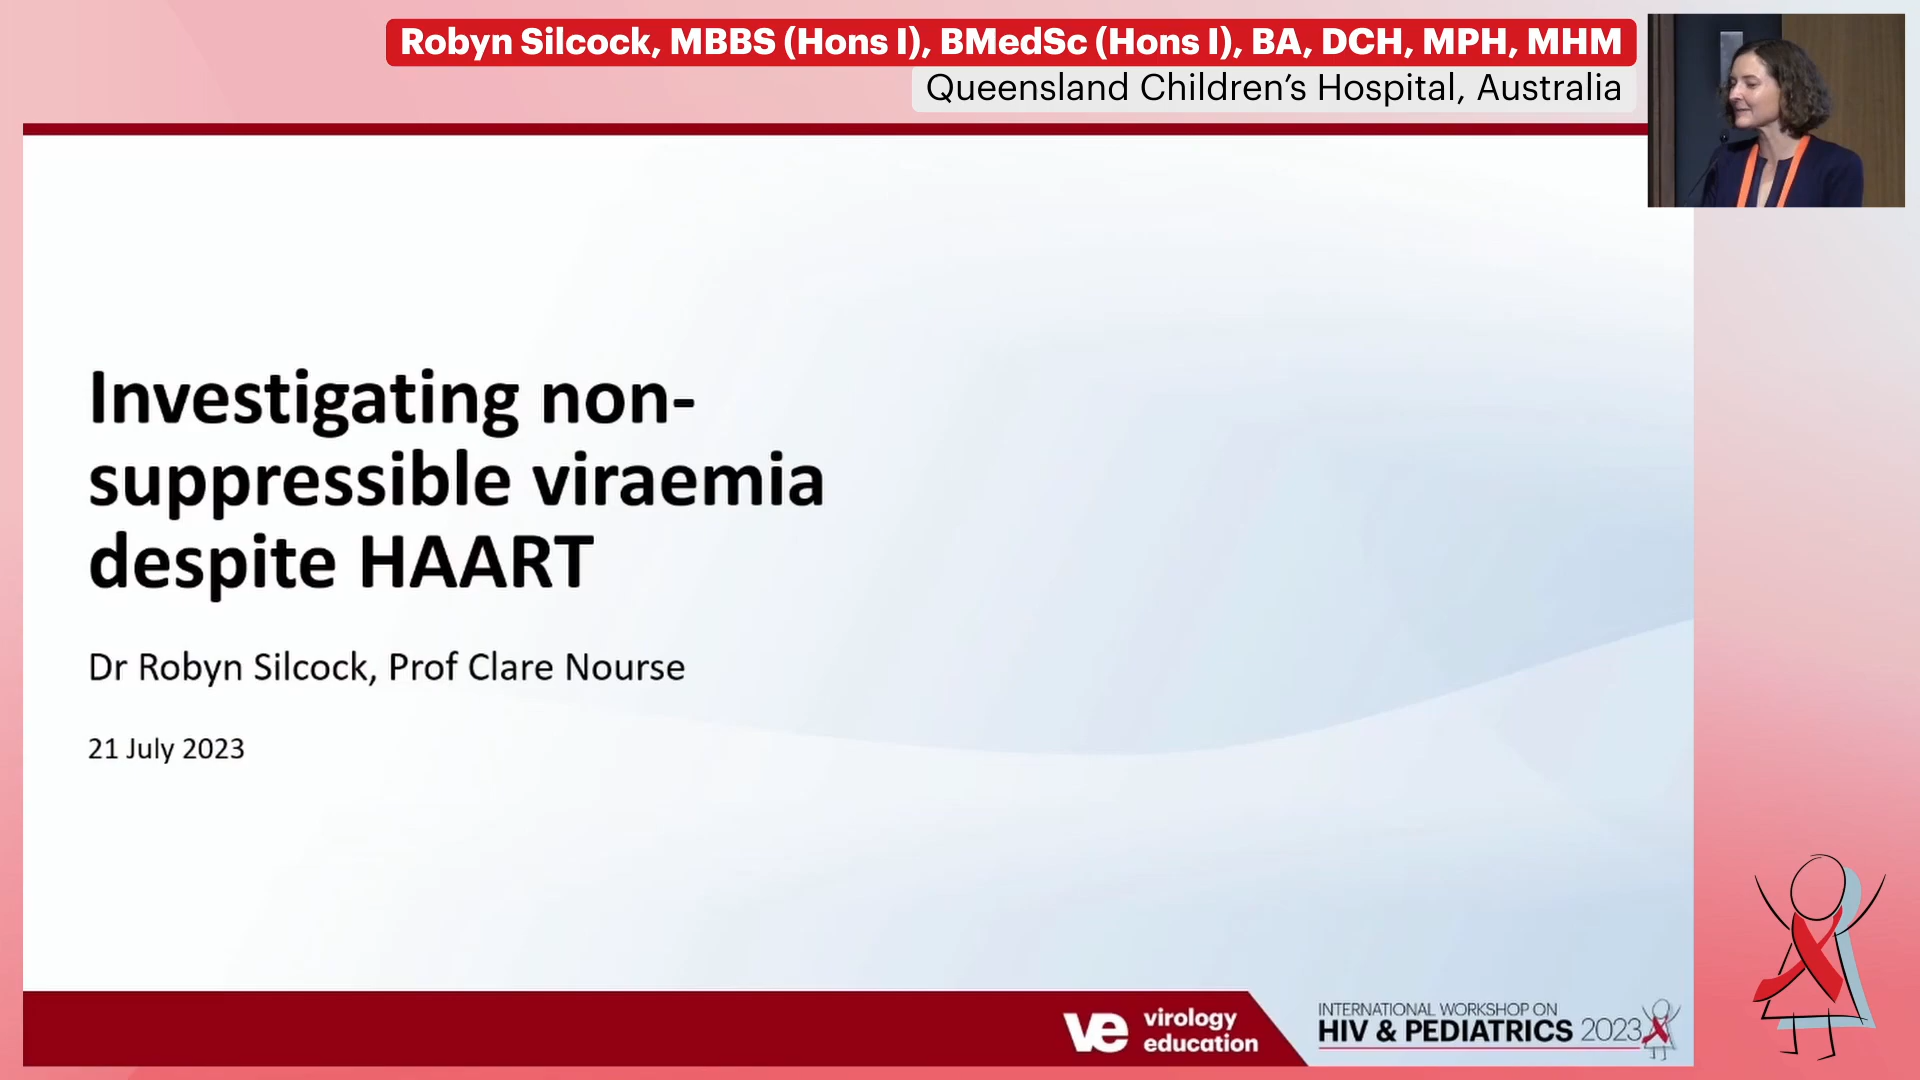 Robyn Silcock, MBBS (Hons I), BMedSc (Hons I), BA, DCH, MPH, MHM
Queensland Children’s Hospital, Australia
Investigating non-
suppressible viraemia
despite HAART
Dr Robyn Silcock, Prof Clare Nourse
21 July 2023
ve virology
education
INTERNATIONAL WORKSHOP ON
HIV & PEDIATRICS 2023